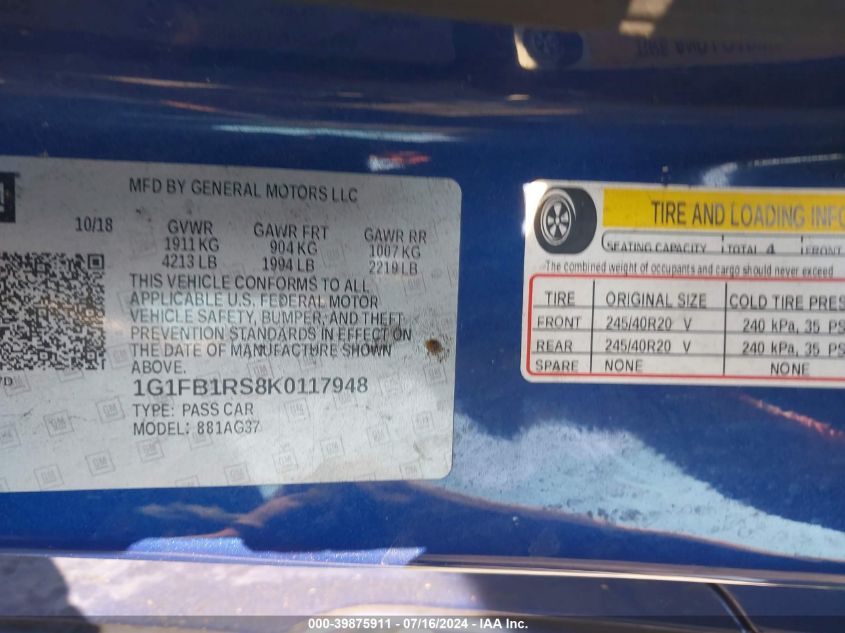 MFD BY GENERAL MOTORS LLC
10/18 GVWR GAWR FRT GAWR RR
1911 KG 904 KG 1007 KG
4213 LB 1994 LB 2219 LB
THIS VEHICLE CONFORMS TO ALL
APPLICABLE U.S. FEDERAL MOTOR
VEHICLE SAFETY, BUMPER, AND THEFT
PREVENTION STANDARDS IN EFFECT ON
THE DATE OF MANUFACTURE SHOWN
ABOVE.
1G1FB1RS8K0117948
TYPE: PASS CAR
MODEL: 881AG37
TIRE AND LOADING INFO
SEATING CAPACITY TOTAL 4 FRONT
The combined weight of occupants and cargo should never exceed
TIRE ORIGINAL SIZE COLD TIRE PRES
FRONT 245/40R20 V 240 kPa, 35 PS
REAR 245/40R20 V 240 kPa, 35 PS
SPARE NONE NONE
000-39875911 - 07/16/2024 - IAA Inc.